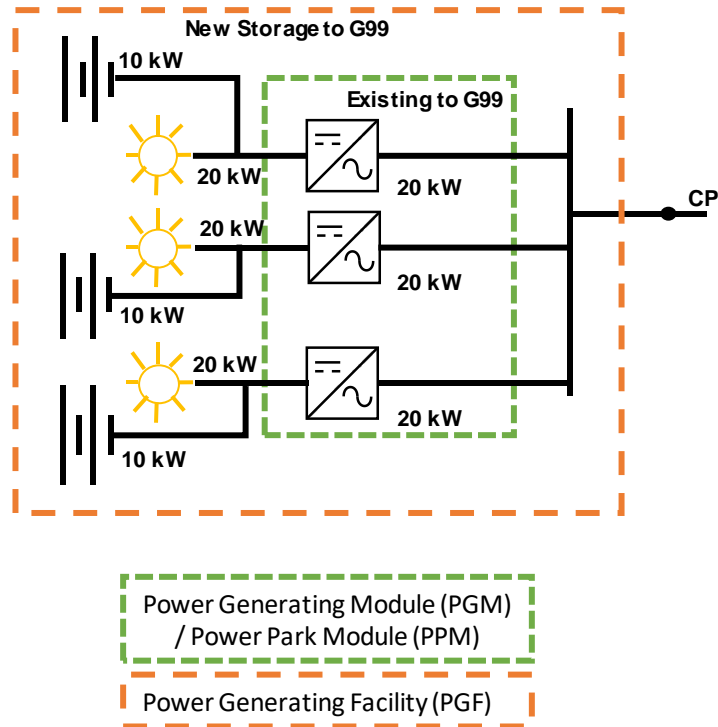 New Storage to G99
10 kW
Existing to G99
20 kW
20 kW
20 kW
CP
20 kW
10 kW
20 kW
20 kW
10 kW
Power Generating Module (PGM)
/ Power Park Module (PPM)
Power Generating Facility (PGF)